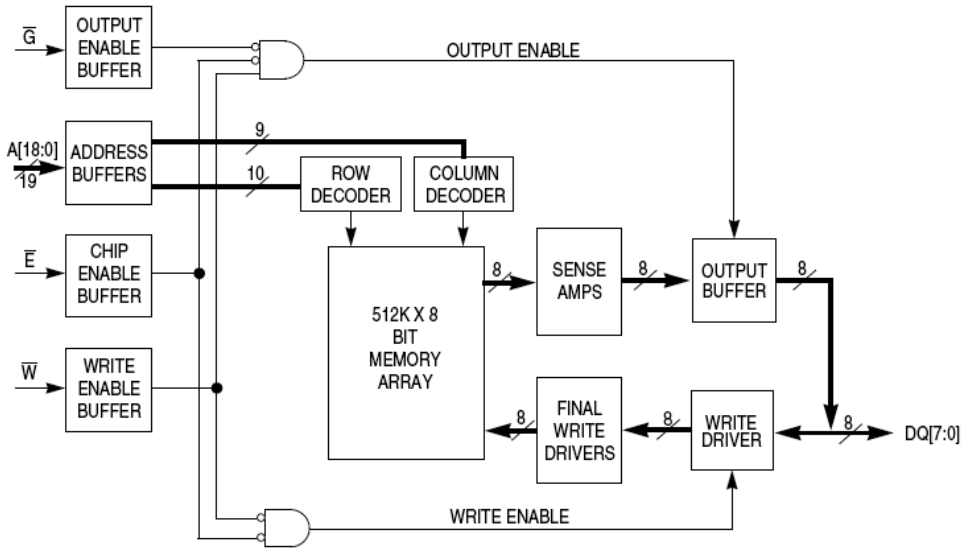 G̅
OUTPUT
ENABLE
BUFFER
OUTPUT ENABLE
A[18:0]
19
ADDRESS
BUFFERS
9
10
ROW
DECODER
COLUMN
DECODER
E̅
CHIP
ENABLE
BUFFER
512K X 8
BIT
MEMORY
ARRAY
8
SENSE
AMPS
8
OUTPUT
BUFFER
8
W̅
WRITE
ENABLE
BUFFER
8
FINAL
WRITE
DRIVERS
8
WRITE
DRIVER
8
DQ[7:0]
WRITE ENABLE